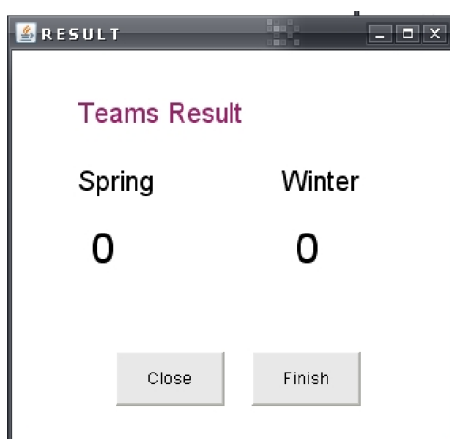 RESULT
Teams Result
Spring Winter
0 0
Close Finish